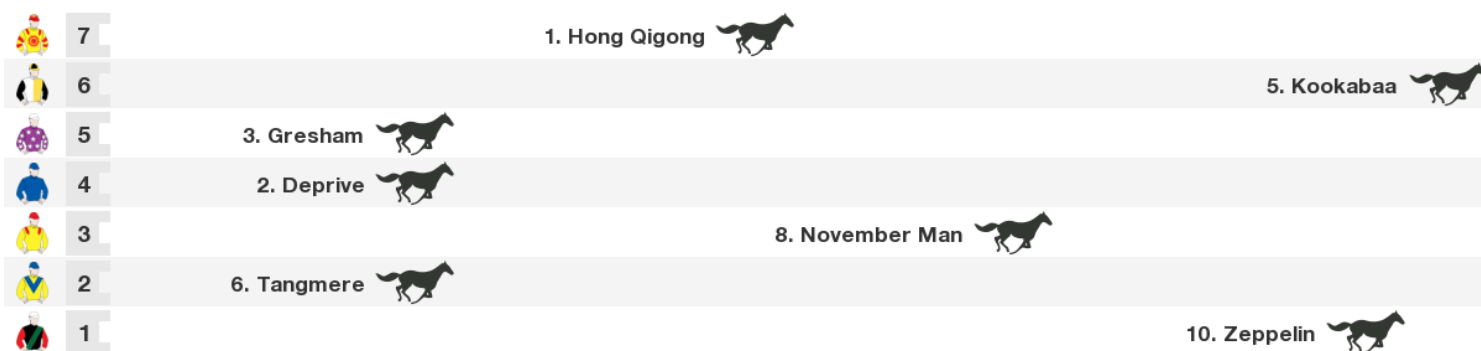 7 1. Hong Qigong
6 5. Kookabaa
5 3. Gresham
4 2. Deprive
3 8. November Man
2 6. Tangmere
1 10. Zeppelin